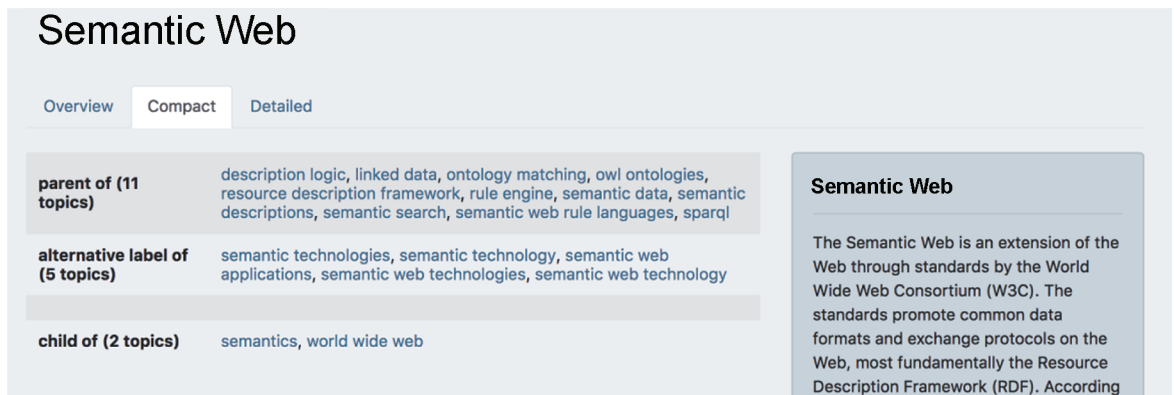 Semantic Web
Overview Compact Detailed
parent of (11
topics)
description logic, linked data, ontology matching, owl ontologies,
resource description framework, rule engine, semantic data, semantic
descriptions, semantic search, semantic web rule languages, sparql
alternative label of
(5 topics)
semantic technologies, semantic technology, semantic web
applications, semantic web technologies, semantic web technology
child of (2 topics)
semantics, world wide web
Semantic Web
The Semantic Web is an extension of the
Web through standards by the World
Wide Web Consortium (W3C). The
standards promote common data
formats and exchange protocols on the
Web, most fundamentally the Resource
Description Framework (RDF). According